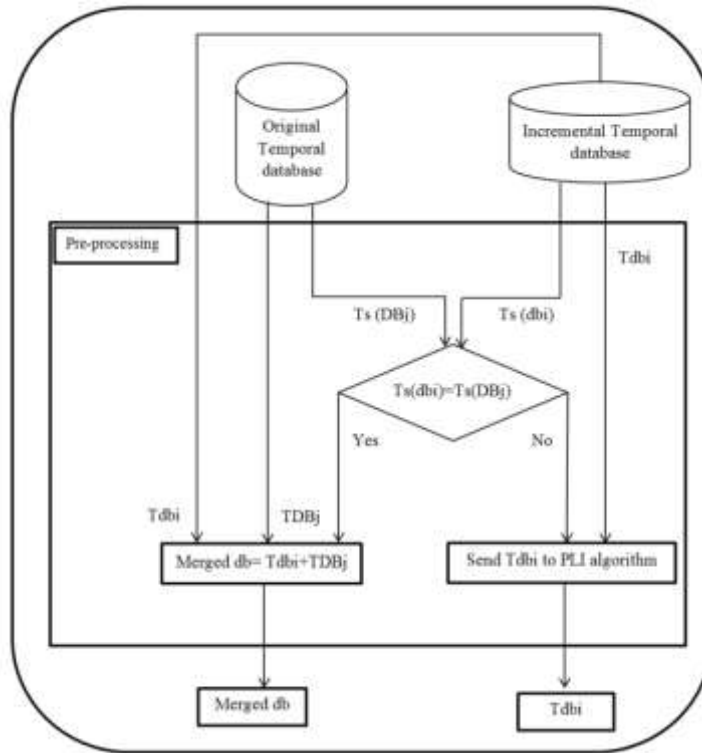 Original
Temporal
database
Incremental Temporal
database
Pre-processing
Tdbi
Ts (DBj)
Ts (dbi)
Ts(dbi)=Ts(DBj)
Yes
No
Tdbi
TDBj
Merged db= Tdbi+TDBj
Send Tdbi to PLI algorithm
Merged db
Tdbi